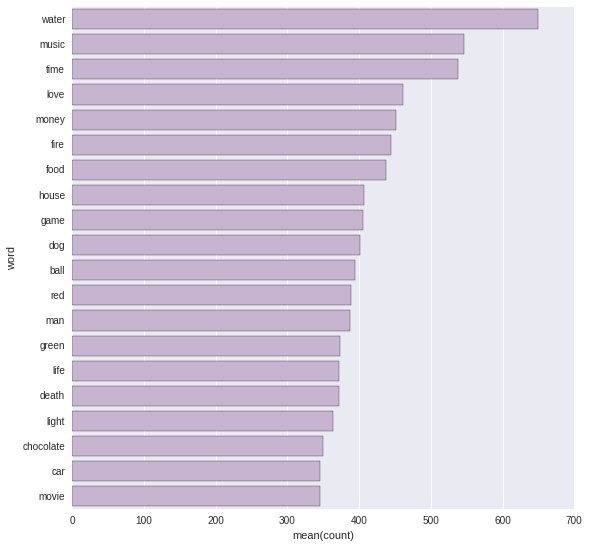 water
music
time
love
money
fire
food
house
game
dog
ball
red
man
green
life
death
light
chocolate
car
movie
word
0 100 200 300 400 500 600 700
mean(count)